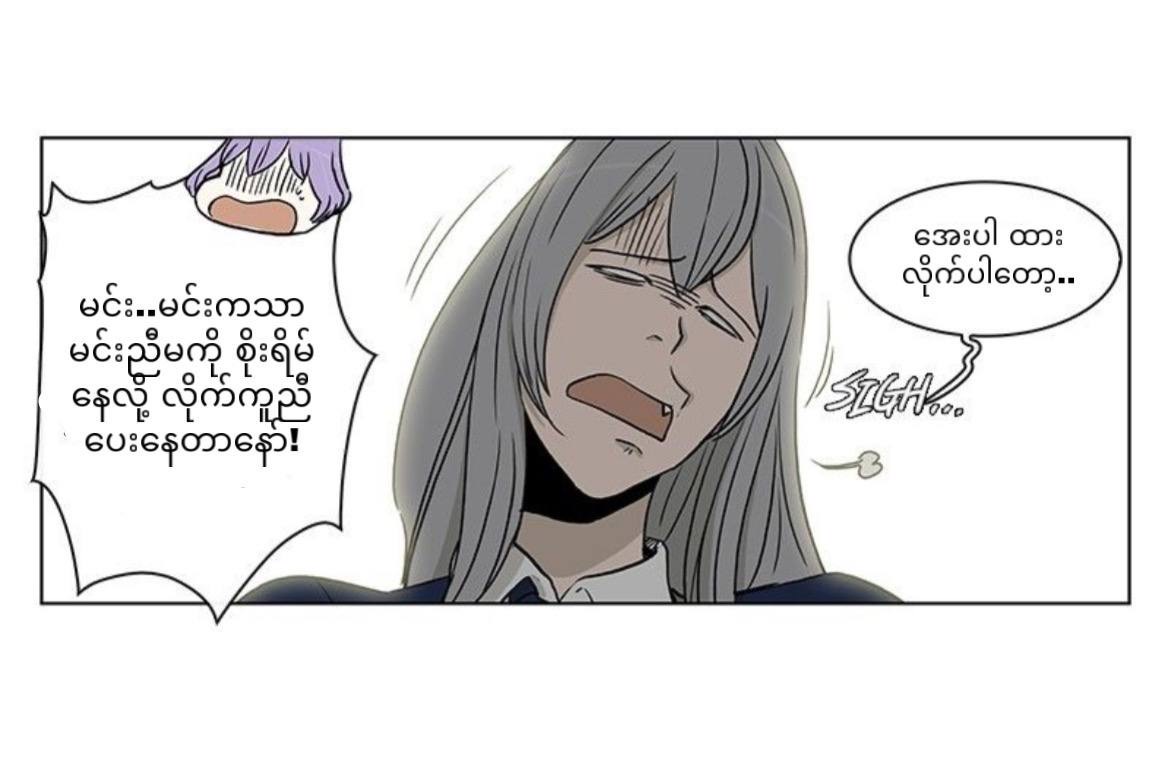 မင်း..မင်းကသာ
မင်းညီမကို စိုးရိမ်
နေလို့ လိုက်ကူညီ
ပေးနေတာနော်!
အေးပါ ထား
လိုက်ပါတော့..
SIGH...